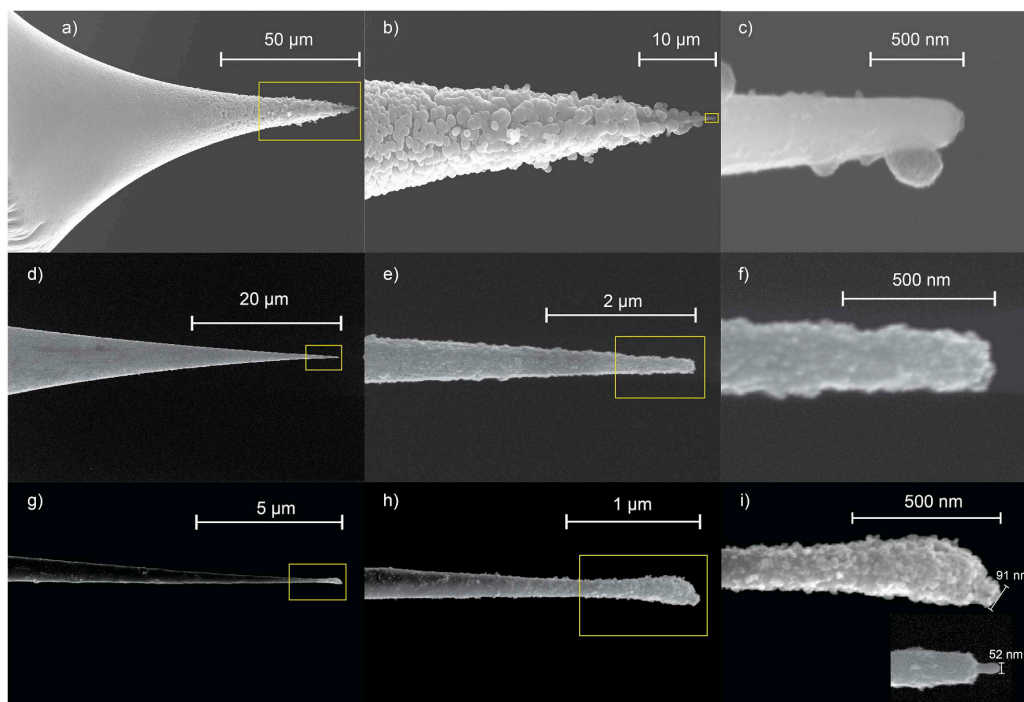 a)
50 µm
b)
10 µm
c)
500 nm
d)
20 µm
e)
2 µm
f)
500 nm
g)
5 µm
h)
1 µm
i)
500 nm
91 nm
52 nm